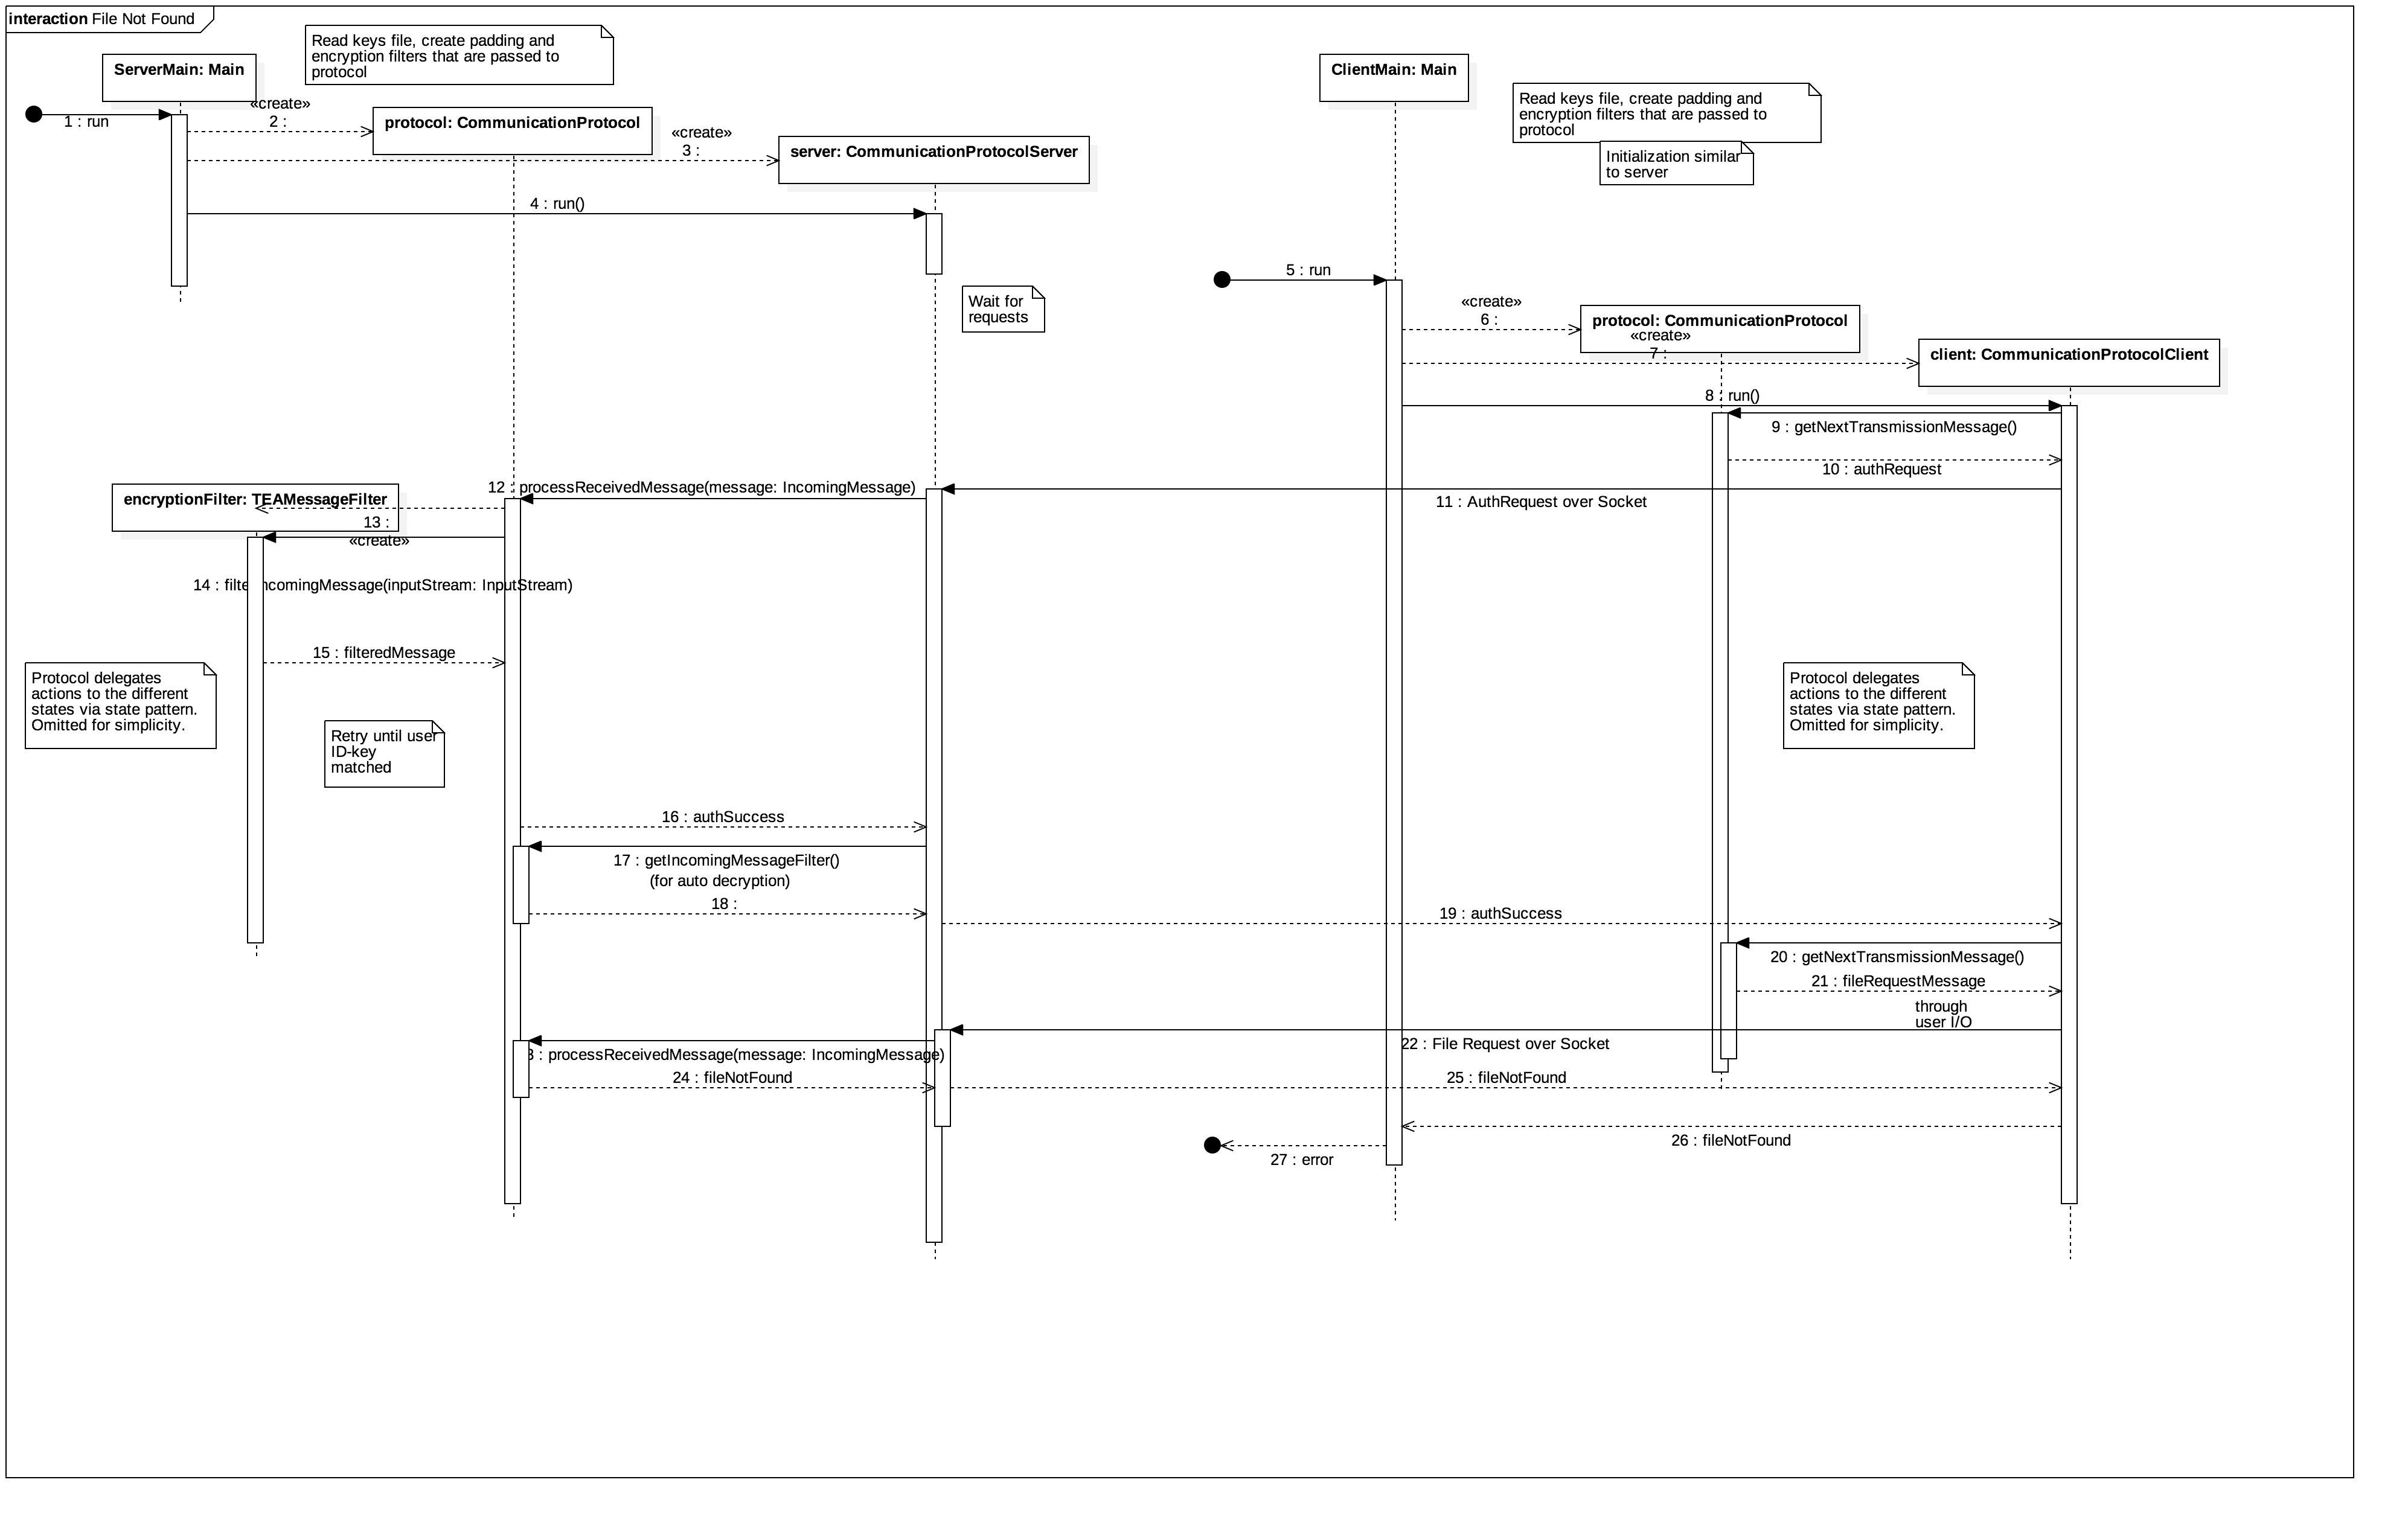 interaction File Not Found
Read keys file, create padding and
encryption filters that are passed to
protocol
ServerMain: Main
ClientMain: Main
Read keys file, create padding and
encryption filters that are passed to
protocol
«create»
1 : run
2 :
protocol: CommunicationProtocol
«create»
3 :
server: CommunicationProtocolServer
Initialization similar
to server
4 : run()
5 : run
Wait for
requests
«create»
6 :
protocol: CommunicationProtocol
«create»
7 :
client: CommunicationProtocolClient
8 : run()
9 : getNextTransmissionMessage()
10 : authRequest
12 : processReceivedMessage(message: IncomingMessage)
encryptionFilter: TEAMessageFilter
11 : AuthRequest over Socket
13 :
«create»
14 : filterIncomingMessage(inputStream: InputStream)
15 : filteredMessage
Protocol delegates
actions to the different
states via state pattern.
Omitted for simplicity.
Protocol delegates
actions to the different
states via state pattern.
Omitted for simplicity.
Retry until user
ID-key
matched
16 : authSuccess
17 : getIncomingMessageFilter()
(for auto decryption)
18 :
19 : authSuccess
20 : getNextTransmissionMessage()
21 : fileRequestMessage
through
user I/O
22 : File Request over Socket
3 : processReceivedMessage(message: IncomingMessage)
24 : fileNotFound
25 : fileNotFound
26 : fileNotFound
27 : error